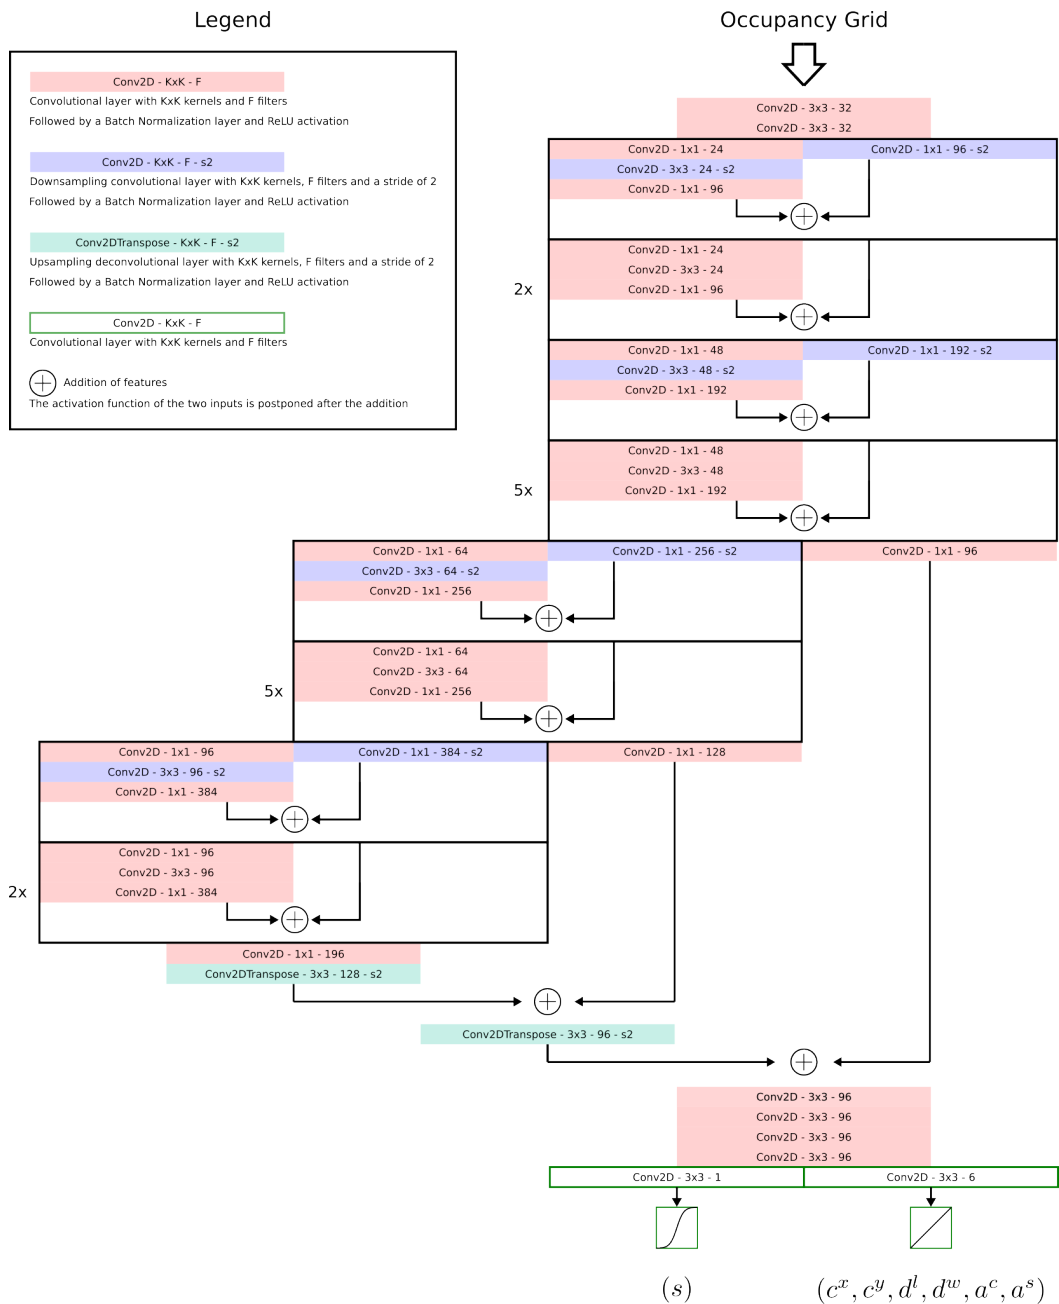 Legend
Conv2D - KxK - F
Convolutional layer with KxK kernels and F filters
Followed by a Batch Normalization layer and ReLU activation
Conv2D - KxK - F - s2
Downsampling convolutional layer with KxK kernels, F filters and a stride of 2
Followed by a Batch Normalization layer and ReLU activation
Conv2DTranspose - KxK - F - s2
Upsampling deconvolutional layer with KxK kernels, F filters and a stride of 2
Followed by a Batch Normalization layer and ReLU activation
Conv2D - KxK - F
Convolutional layer with KxK kernels and F filters
Addition of features
The activation function of the two inputs is postponed after the addition
Occupancy Grid
Conv2D - 3x3 - 32
Conv2D - 3x3 - 32
Conv2D - 1x1 - 24
Conv2D - 1x1 - 96 - s2
Conv2D - 3x3 - 24 - s2
Conv2D - 1x1 - 96
2x
Conv2D - 1x1 - 24
Conv2D - 3x3 - 24
Conv2D - 1x1 - 96
Conv2D - 1x1 - 48
Conv2D - 1x1 - 192 - s2
Conv2D - 3x3 - 48 - s2
Conv2D - 1x1 - 192
5x
Conv2D - 1x1 - 48
Conv2D - 3x3 - 48
Conv2D - 1x1 - 192
Conv2D - 1x1 - 64
Conv2D - 1x1 - 256 - s2
Conv2D - 1x1 - 96
Conv2D - 3x3 - 64 - s2
Conv2D - 1x1 - 256
5x
Conv2D - 1x1 - 64
Conv2D - 3x3 - 64
Conv2D - 1x1 - 256
Conv2D - 1x1 - 96
Conv2D - 1x1 - 384 - s2
Conv2D - 1x1 - 128
Conv2D - 3x3 - 96 - s2
Conv2D - 1x1 - 384
2x
Conv2D - 1x1 - 96
Conv2D - 3x3 - 96
Conv2D - 1x1 - 384
Conv2D - 1x1 - 196
Conv2DTranspose - 3x3 - 128 - s2
Conv2DTranspose - 3x3 - 96 - s2
Conv2D - 3x3 - 96
Conv2D - 3x3 - 96
Conv2D - 3x3 - 96
Conv2D - 3x3 - 96
Conv2D - 3x3 - 1
Conv2D - 3x3 - 6
(s)
(c^x, c^y, d^l, d^w, a^c, a^s)